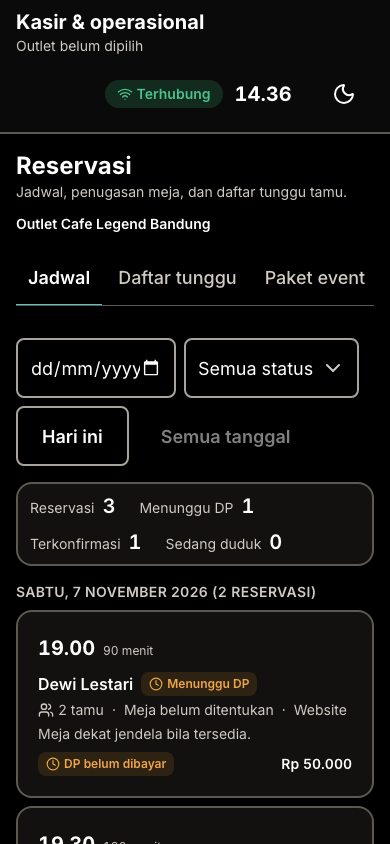 Kasir & operasional
Outlet belum dipilih
Terhubung 14.36
Reservasi
Jadwal, penugasan meja, dan daftar tunggu tamu.
Outlet Cafe Legend Bandung
Jadwal Daftar tunggu Paket event
dd/mm/yyyy Semua status
Hari ini Semua tanggal
Reservasi 3 Menunggu DP 1
Terkonfirmasi 1 Sedang duduk 0
SABTU, 7 NOVEMBER 2026 (2 RESERVASI)
19.00 90 menit
Dewi Lestari Menunggu DP
2 tamu · Meja belum ditentukan · Website
Meja dekat jendela bila tersedia.
DP belum dibayar Rp 50.000
19.30